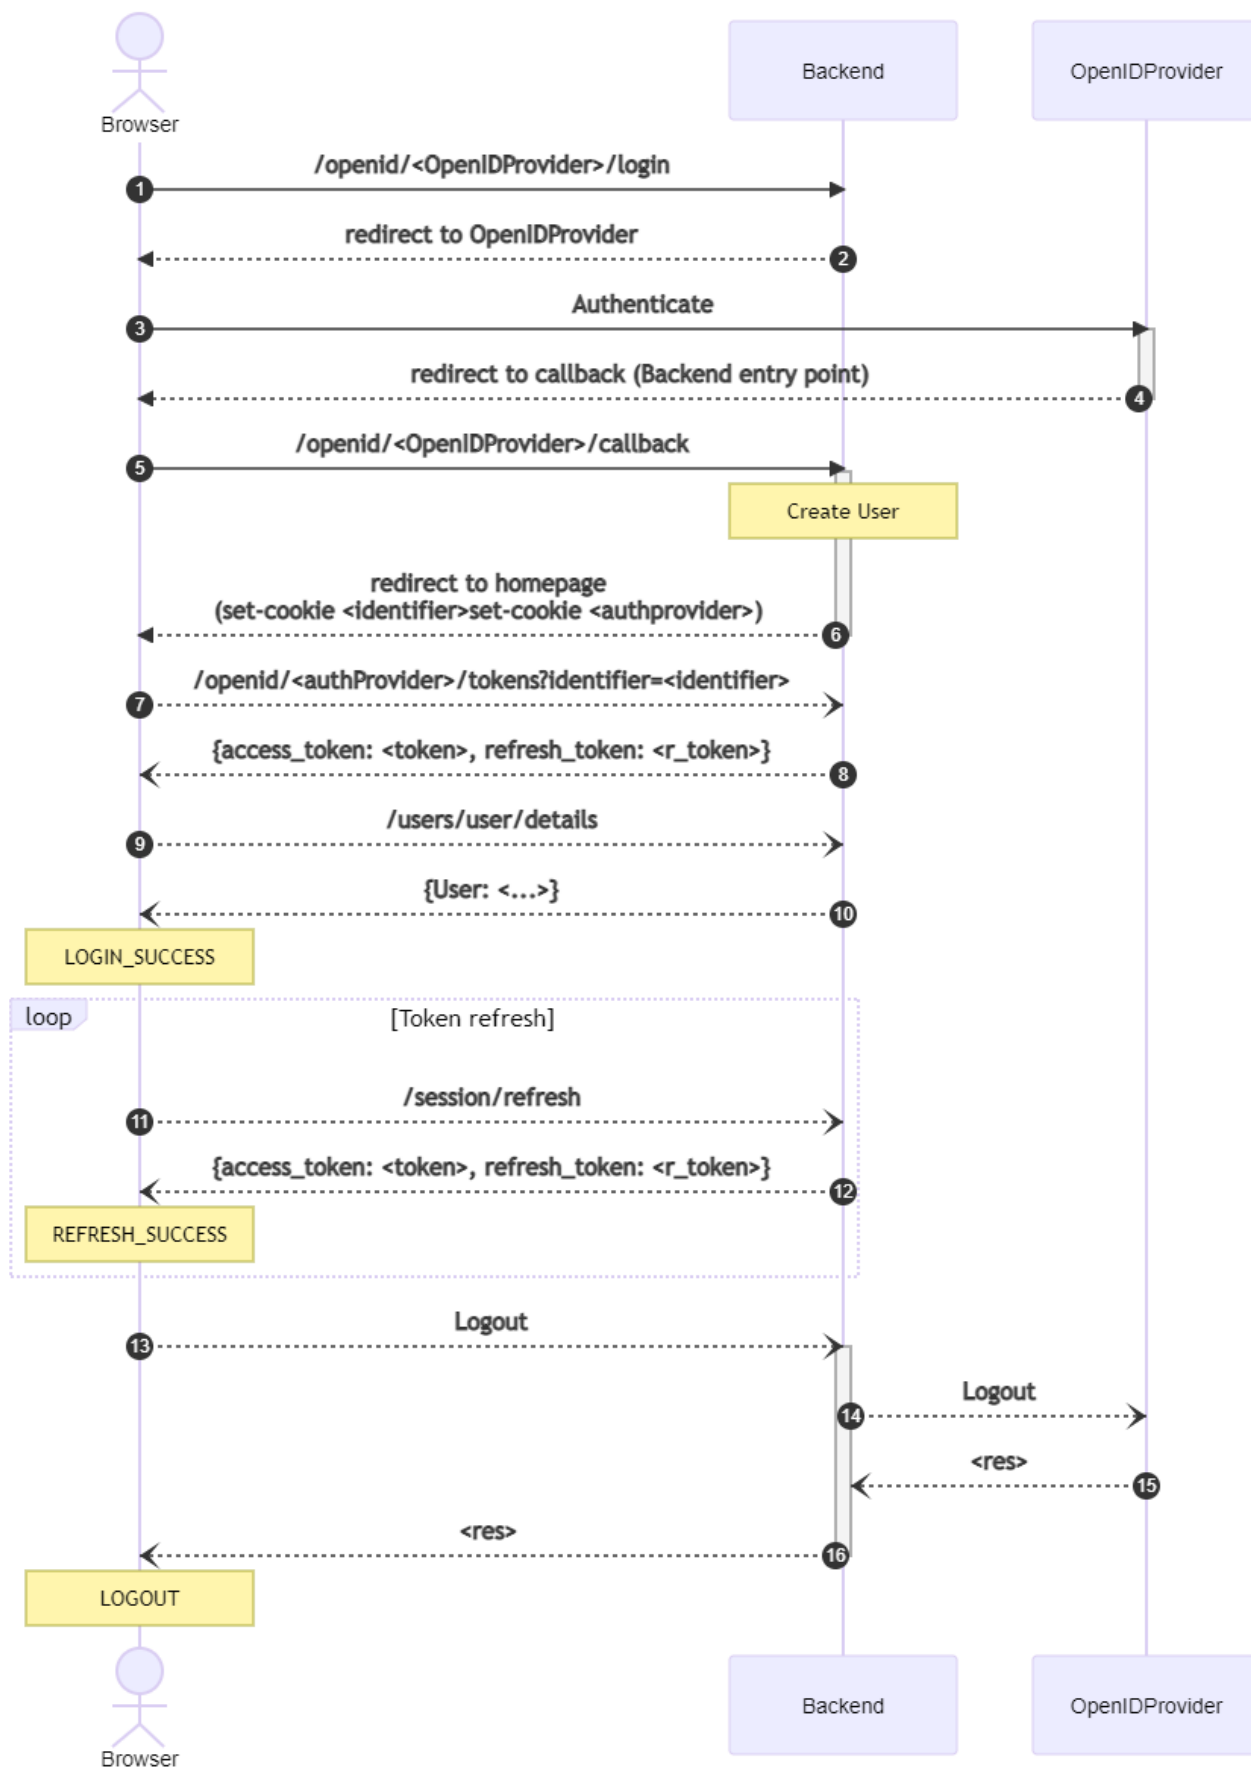 Browser
Backend
OpenIDProvider
/openid/<OpenIDProvider>/login
1
redirect to OpenIDProvider
2
Authenticate
3
redirect to callback (Backend entry point)
4
/openid/<OpenIDProvider>/callback
5
Create User
redirect to homepage
(set-cookie <identifier>set-cookie <authprovider>)
6
/openid/<authProvider>/tokens?identifier=<identifier>
7
{access_token: <token>, refresh_token: <r_token>}
8
/users/user/details
9
{User: <...>}
10
LOGIN_SUCCESS
loop
[Token refresh]
/session/refresh
11
{access_token: <token>, refresh_token: <r_token>}
12
REFRESH_SUCCESS
Logout
13
Logout
14
<res>
15
<res>
16
LOGOUT
Browser
Backend
OpenIDProvider